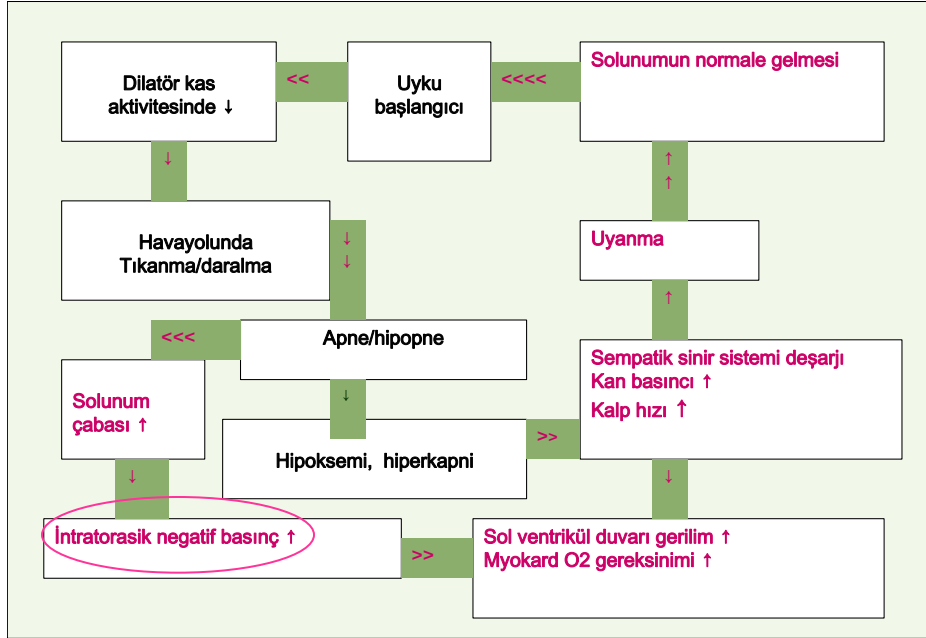 Dilatör kas
aktivitesinde ↓
<<
Uyku
başlangıcı
<<<<
Solunumun normale gelmesi
↓
↑
↑
Havayolunda
Tıkanma/daralma
↓
↓
Uyanma
↑
<<<
Apne/hipopne
Sempatik sinir sistemi deşarjı
Kan basıncı ↑
Kalp hızı ↑
Solunum
çabası ↑
↓
Hipoksemi, hiperkapni
>>
↓
↓
İntratorasik negatif basınç ↑
>>
Sol ventrikül duvarı gerilim ↑
Myokard O2 gereksinimi ↑